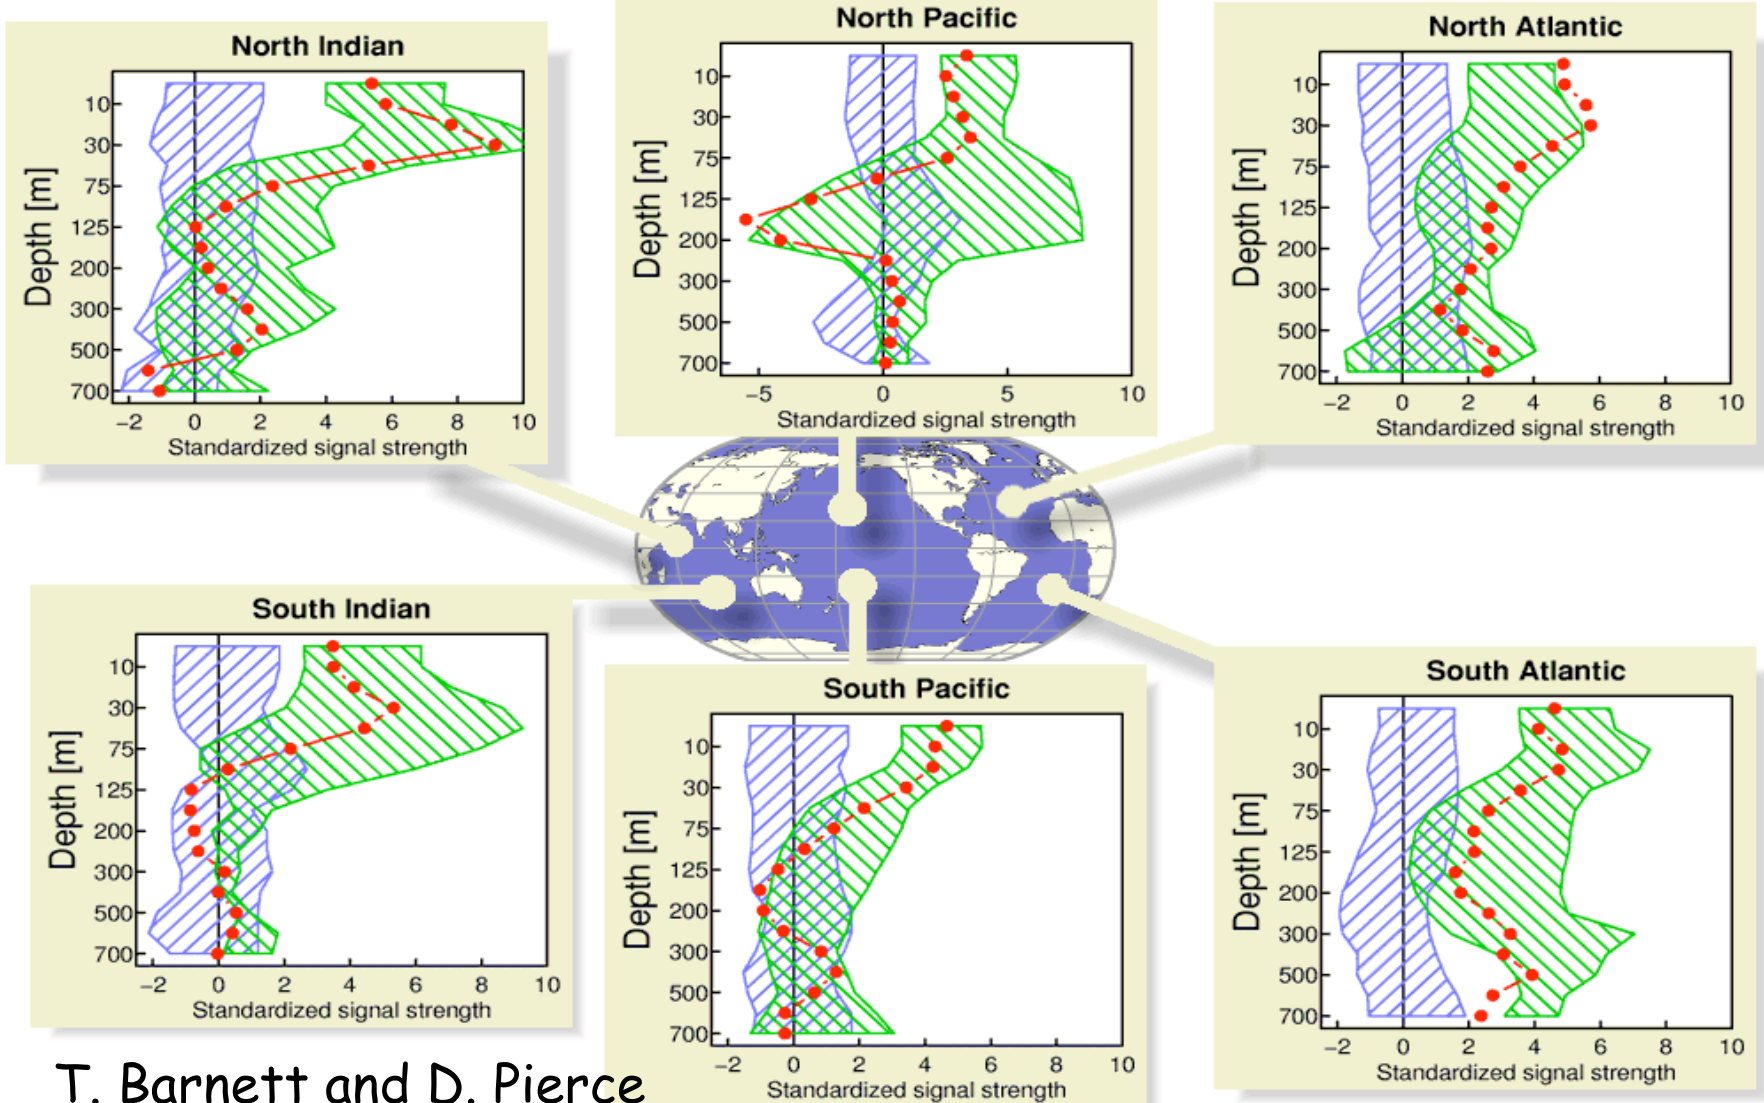 North Indian
Depth [m]
10
30
75
125
200
300
500
700
−2 0 2 4 6 8 10
Standardized signal strength
North Pacific
Depth [m]
10
30
75
125
200
300
500
700
−5 0 5 10
Standardized signal strength
North Atlantic
Depth [m]
10
30
75
125
200
300
500
700
−2 0 2 4 6 8 10
Standardized signal strength
South Indian
Depth [m]
10
30
75
125
200
300
500
700
−2 0 2 4 6 8 10
Standardized signal strength
South Pacific
Depth [m]
10
30
75
125
200
300
500
700
−2 0 2 4 6 8 10
Standardized signal strength
South Atlantic
Depth [m]
10
30
75
125
200
300
500
700
−2 0 2 4 6 8 10
Standardized signal strength
T. Barnett and D. Pierce